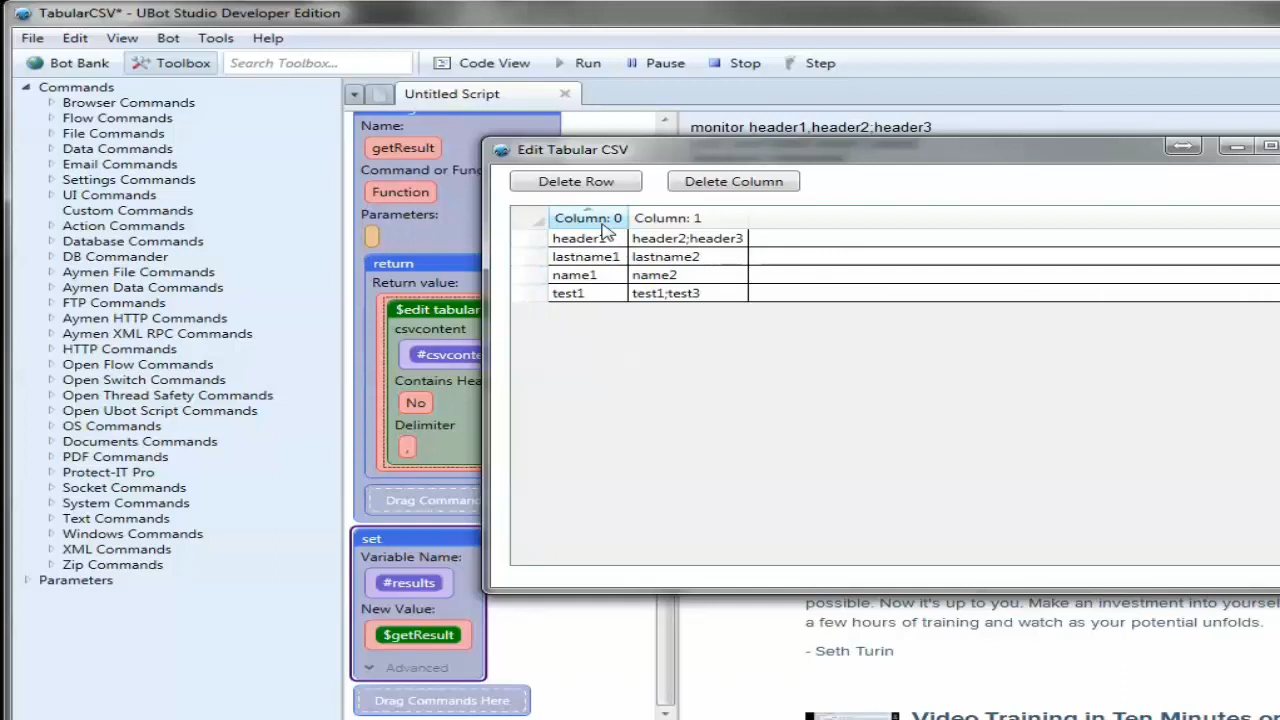 TabularCSV* - UBot Studio Developer Edition
File Edit View Bot Tools Help
Bot Bank Toolbox Search Toolbox... Code View Run Pause Stop Step
Commands
Browser Commands
Flow Commands
File Commands
Data Commands
Email Commands
Settings Commands
UI Commands
Custom Commands
Action Commands
Database Commands
DB Commander
Aymen File Commands
Aymen Data Commands
FTP Commands
Aymen HTTP Commands
Aymen XML RPC Commands
HTTP Commands
Open Flow Commands
Open Switch Commands
Open Thread Safety Commands
Open Ubot Script Commands
OS Commands
Documents Commands
PDF Commands
Protect-IT Pro
Socket Commands
System Commands
Text Commands
Windows Commands
XML Commands
Zip Commands
Parameters
Untitled Script
Name:
getResult
Command or Func
Function
Parameters:
return
Return value:
$edit tabular
csvcontent
#csvconte
Contains Hea
No
Delimiter
,
Drag Comman
set
Variable Name:
#results
New Value:
$getResult
Advanced
Drag Commands Here
monitor header1,header2;header3
Edit Tabular CSV
Delete Row Delete Column
Column: 0 Column: 1
header1 header2;header3
lastname1 lastname2
name1 name2
test1 test1;test3
possible. Now it's up to you. Make an investment into yourse
a few hours of training and watch as your potential unfolds.
- Seth Turin
Video Training in Ten Minutes or